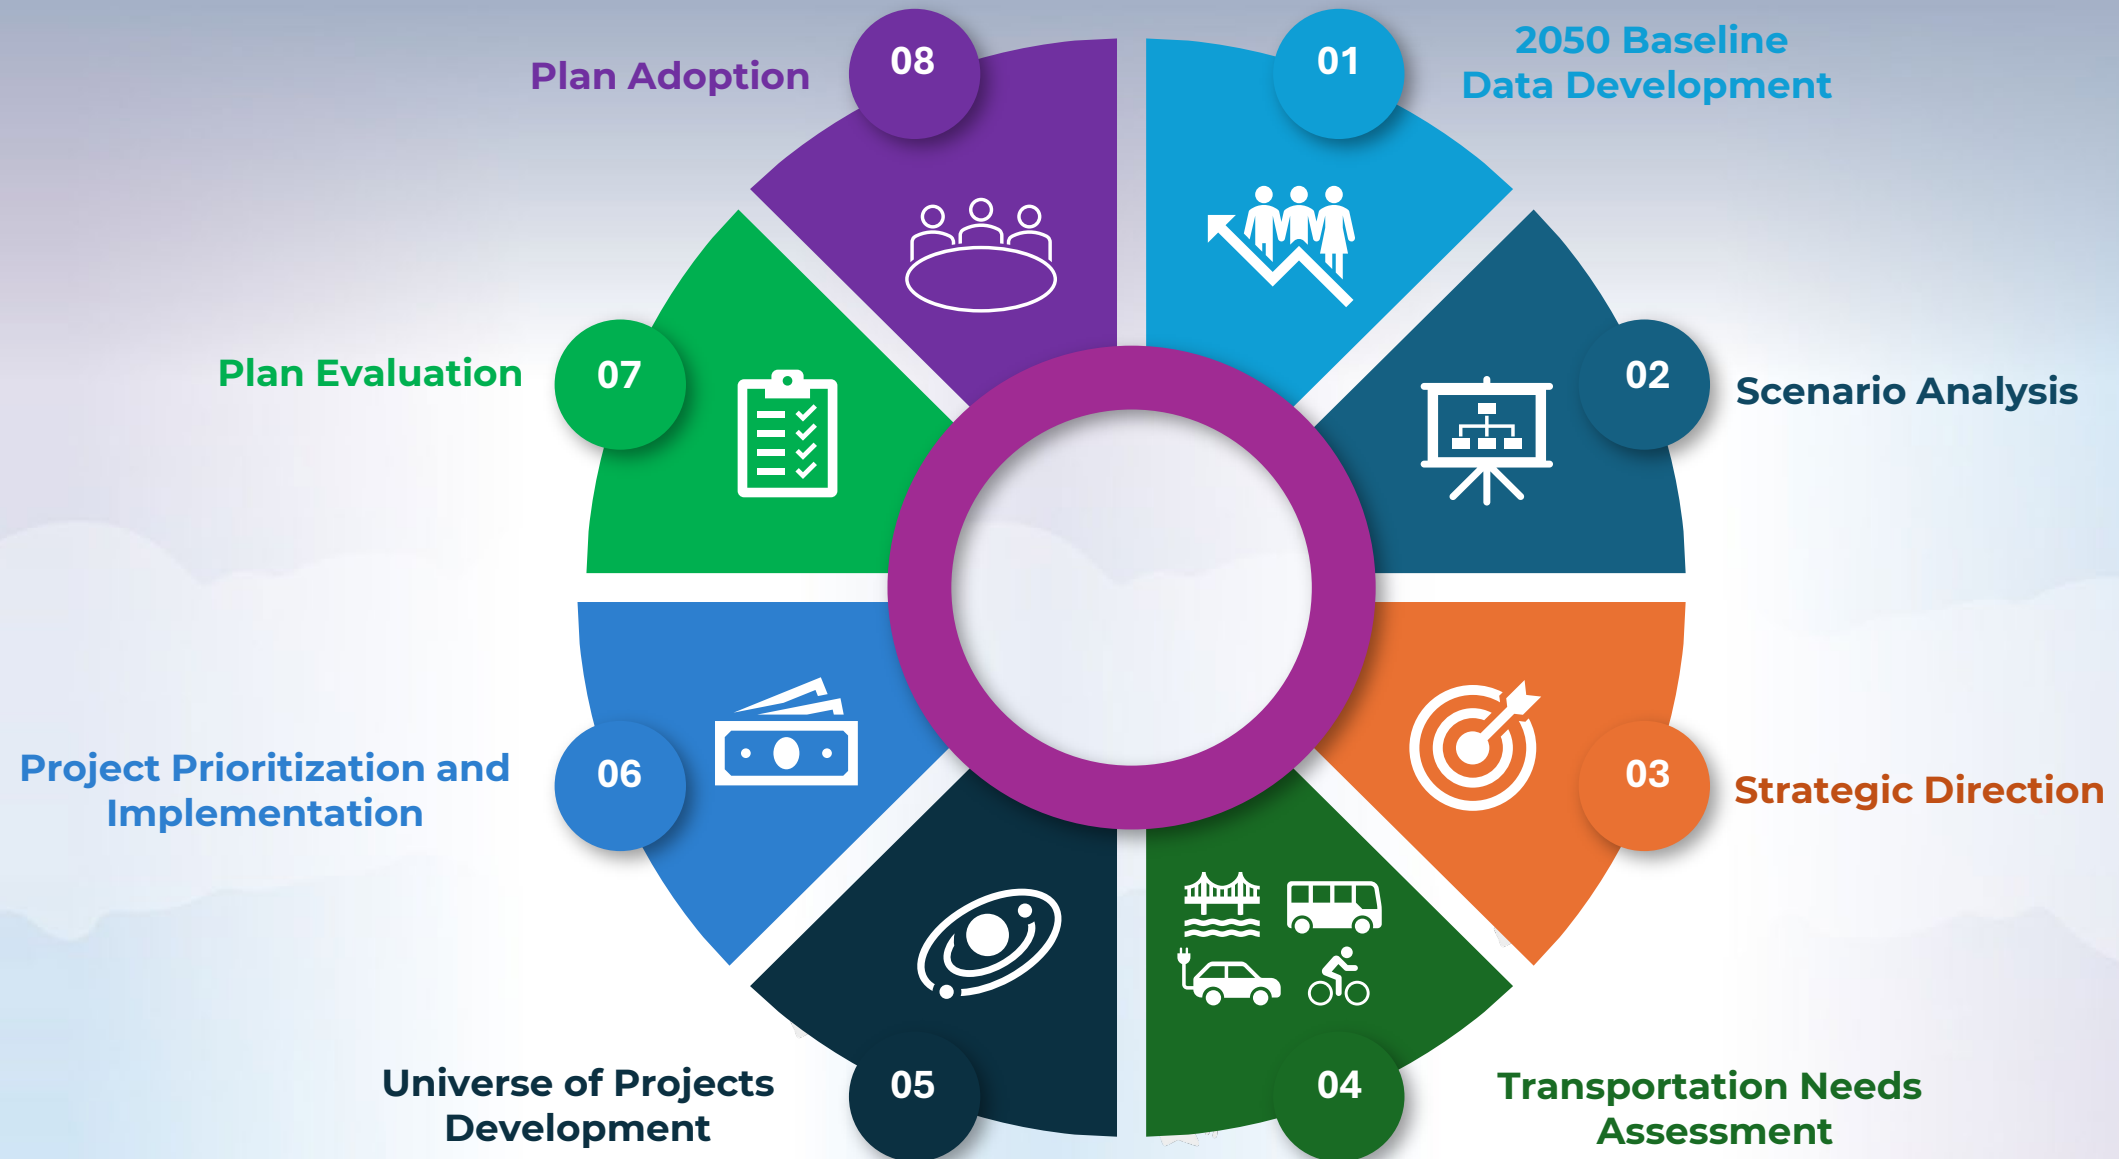 01
2050 Baseline
Data Development
02
Scenario Analysis
03
Strategic Direction
04
Transportation Needs
Assessment
05
Universe of Projects
Development
06
Project Prioritization and
Implementation
07
Plan Evaluation
08
Plan Adoption